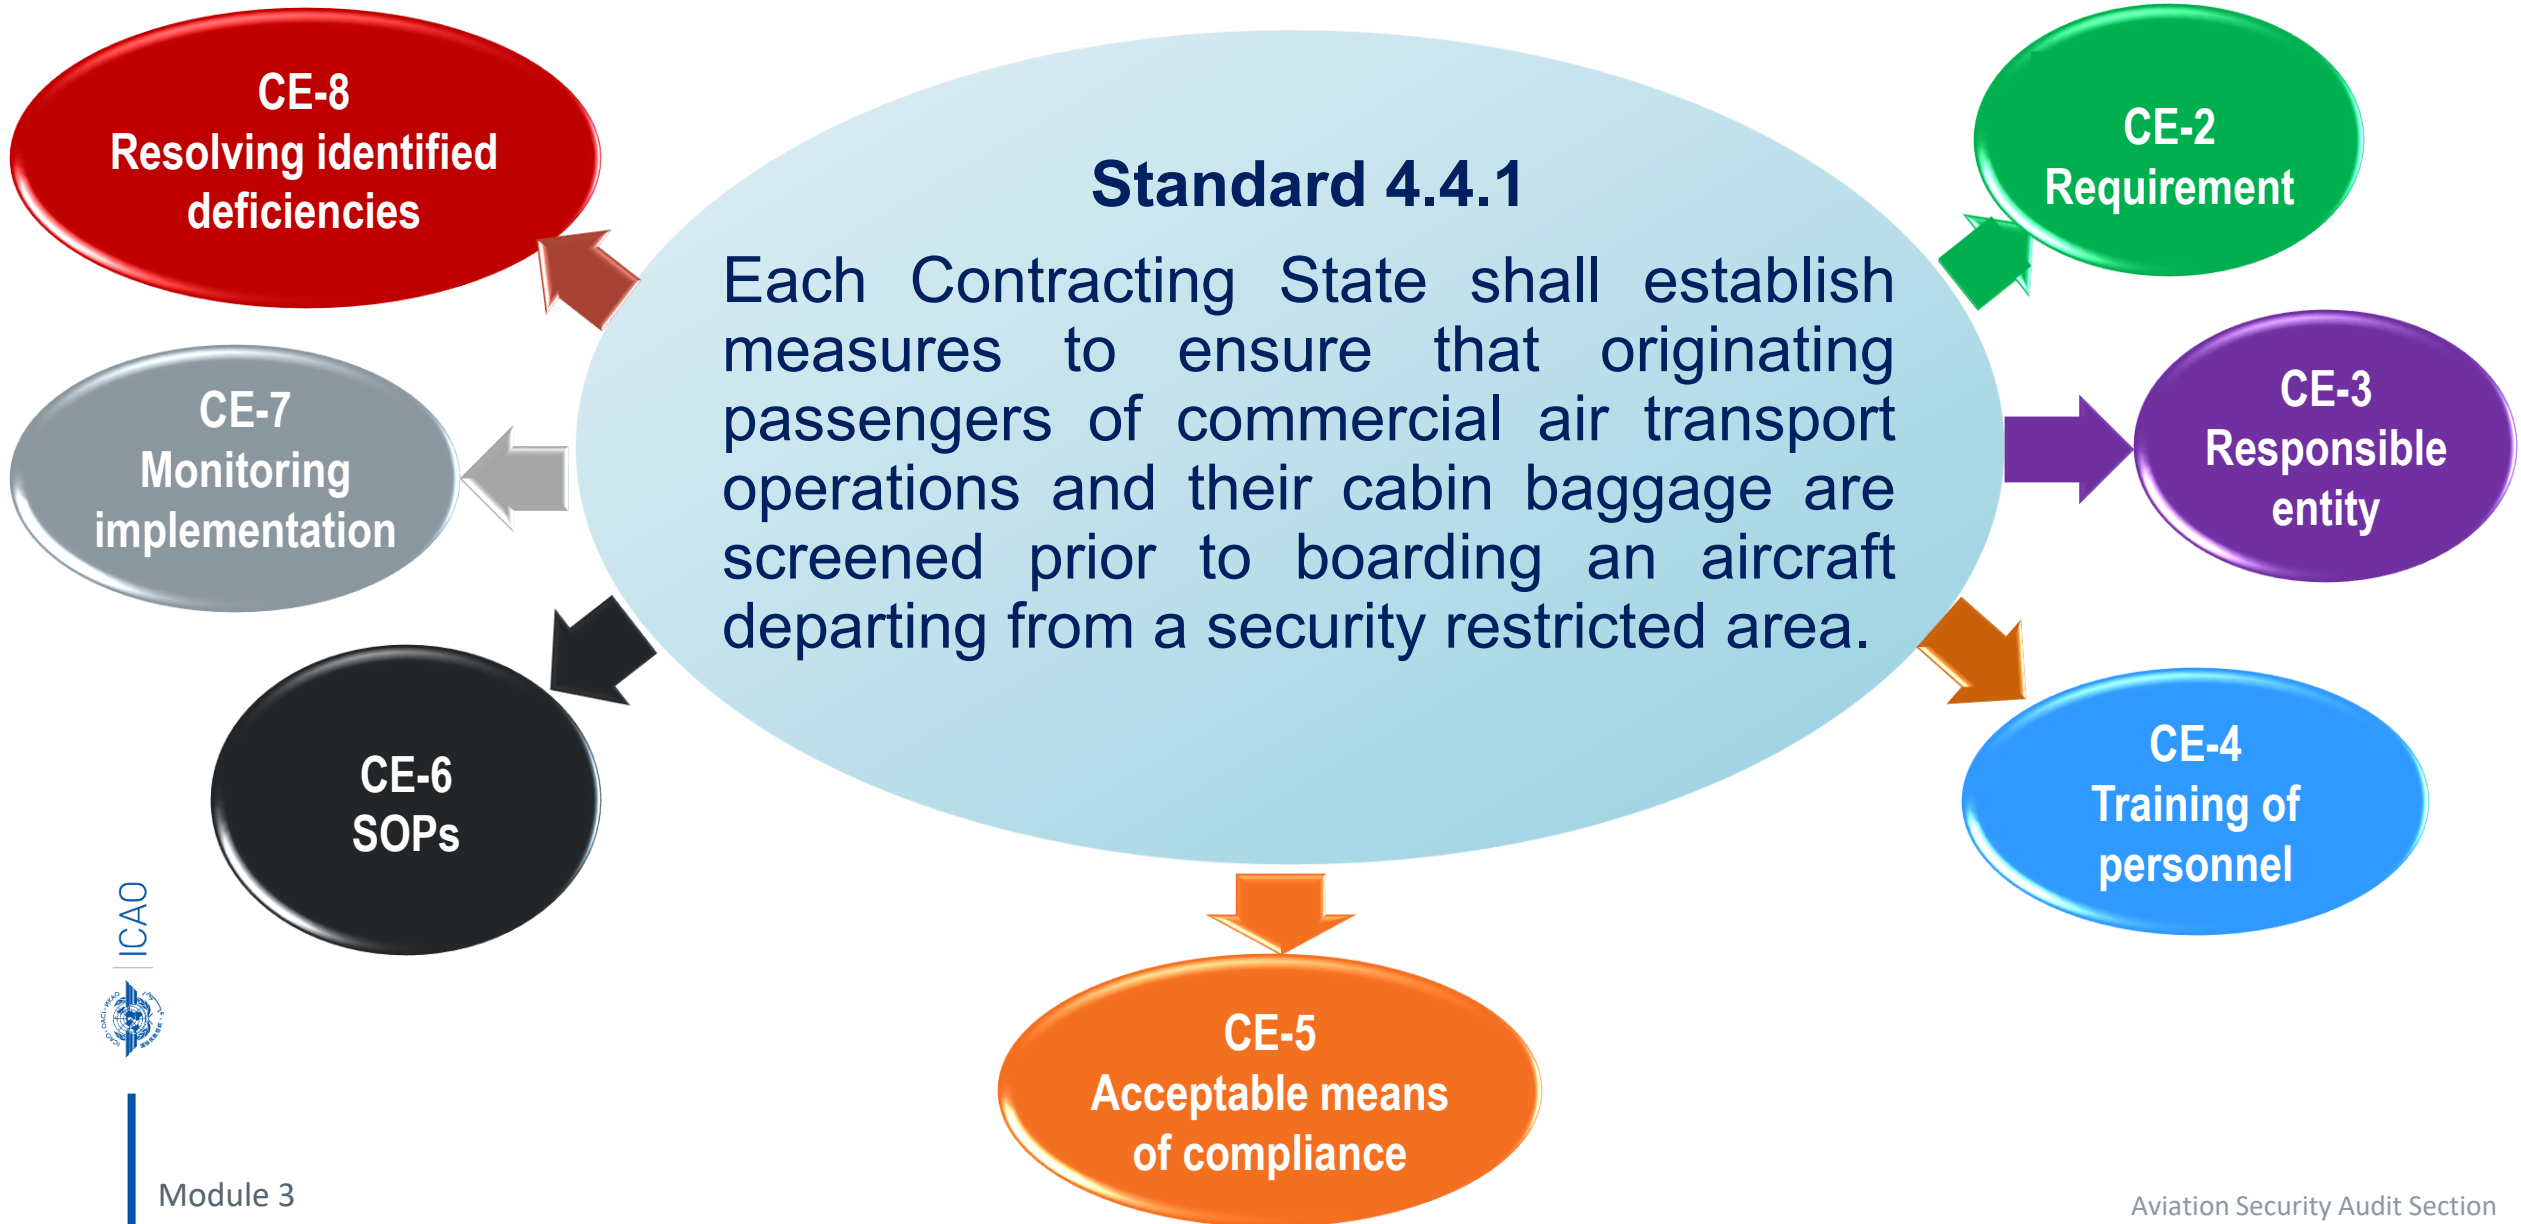 Standard 4.4.1
Each Contracting State shall establish
measures to ensure that originating
passengers of commercial air transport
operations and their cabin baggage are
screened prior to boarding an aircraft
departing from a security restricted area.
CE-2
Requirement
CE-3
Responsible
entity
CE-4
Training of
personnel
CE-5
Acceptable means
of compliance
CE-6
SOPs
CE-7
Monitoring
implementation
CE-8
Resolving identified
deficiencies
ICAO
Module 3
Aviation Security Audit Section